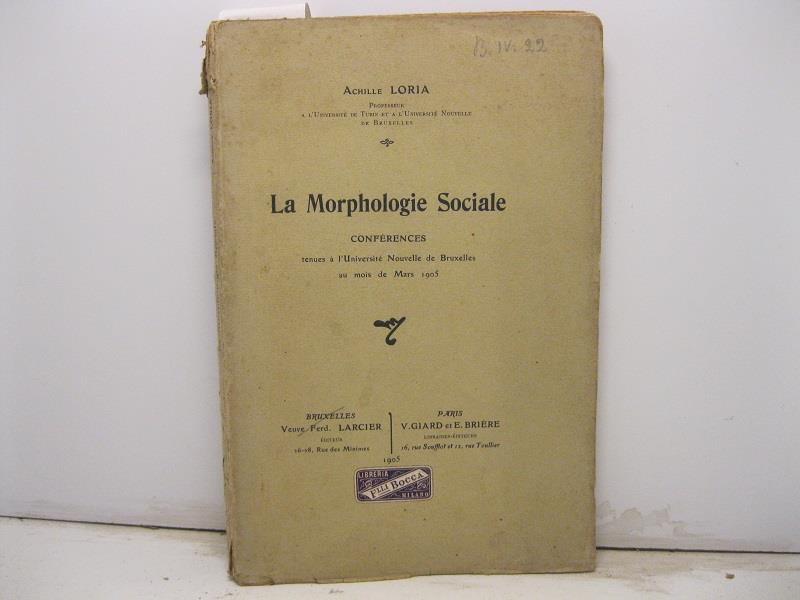 B. IV. 22
Achille LORIA
Professeur
a l'Université de Turin et a l'Université Nouvelle
de Bruxelles
La Morphologie Sociale
CONFÉRENCES
tenues à l'Université Nouvelle de Bruxelles
au mois de Mars 1905
BRUXELLES
Veuve Ferd. LARCIER
éditeur
26-28, Rue des Minimes
PARIS
V. GIARD et E. BRIÈRE
libraires-éditeurs
16, rue Soufflot et 12, rue Toullier
1905
LIBRERIA
FLLI BOCCA
MILANO